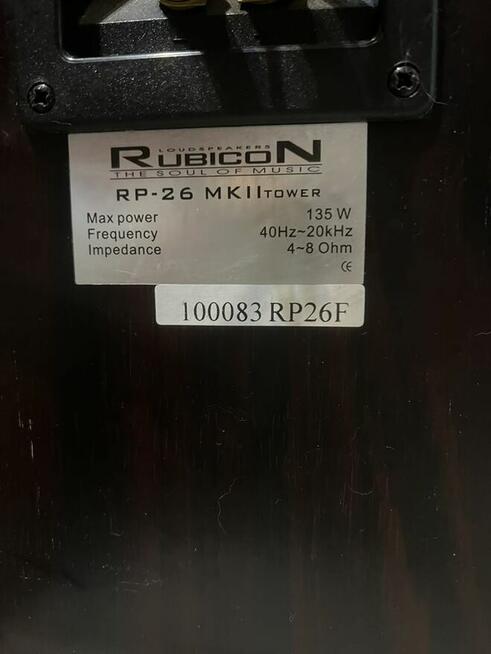 LOUDSPEAKERS
RUBICON
THE SOUL OF MUSIC
RP-26 MKII TOWER
Max power 135 W
Frequency 40Hz~20kHz
Impedance 4~8 Ohm
CE
100083 RP26F